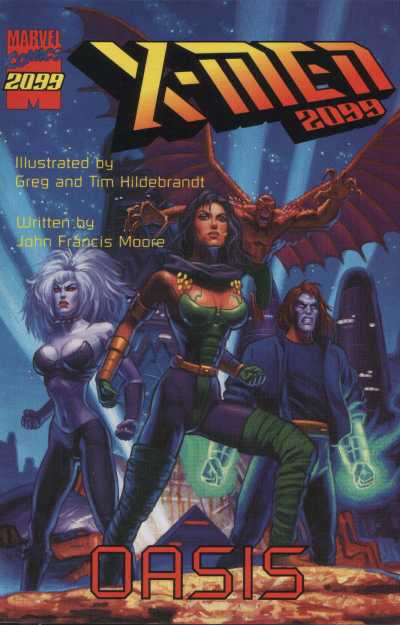 MARVEL
COMICS
2099
M
X-MEN
2099
Illustrated by
Greg and Tim Hildebrandt
Written by
John Francis Moore
OASIS